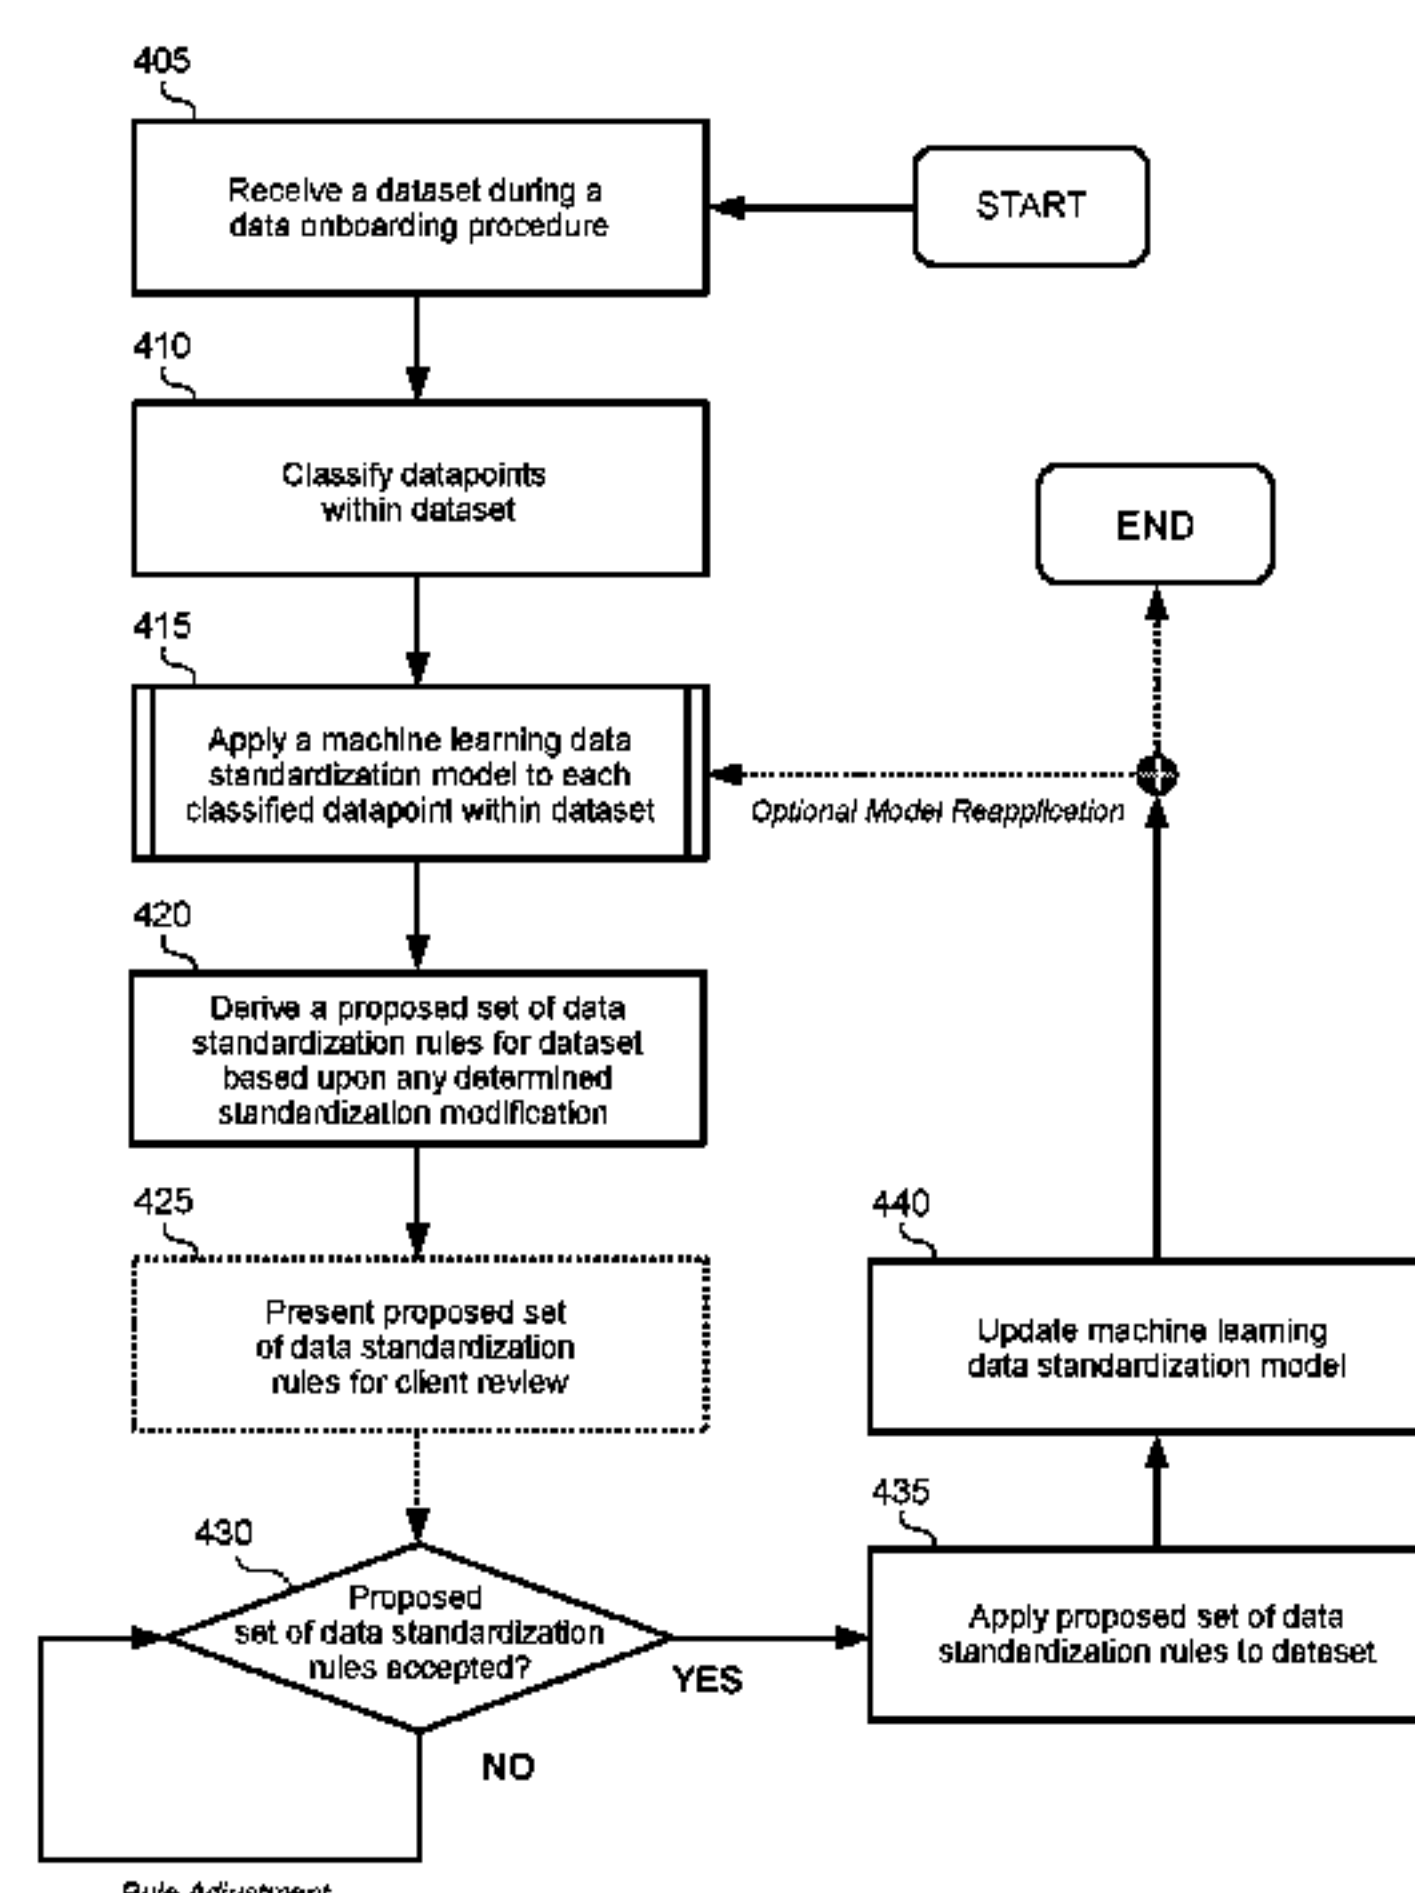 405
Receive a dataset during a
data onboarding procedure
START
410
Classify datapoints
within dataset
END
415
Apply a machine learning data
standardization model to each
classified datapoint within dataset
Optional Model Reapplication
420
Derive a proposed set of data
standardization rules for dataset
based upon any determined
standardization modification
425
Present proposed set
of data standardization
rules for client review
440
Update machine learning
data standardization model
435
Apply proposed set of data
standardization rules to dataset
430
Proposed
set of data standardization
rules accepted?
YES
NO
Rule Adjustment